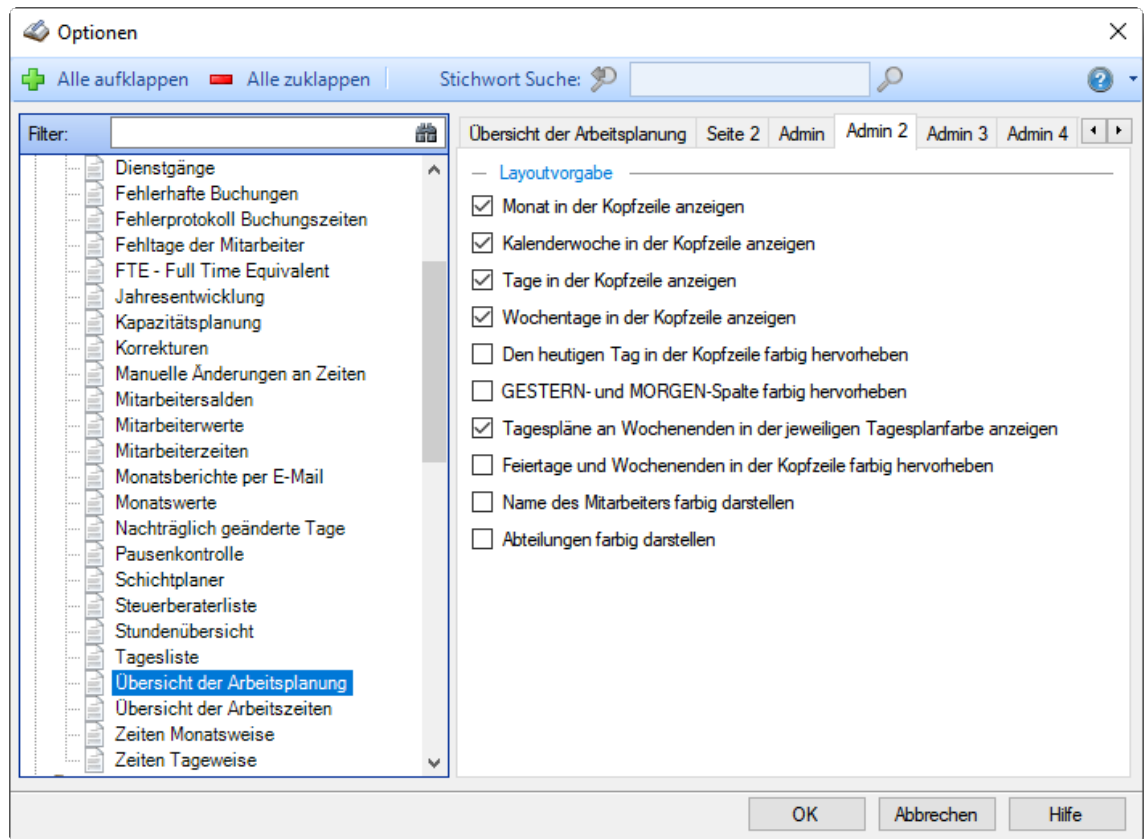 Optionen
Alle aufklappen Alle zuklappen Stichwort Suche:
Filter:
Dienstgänge
Fehlerhafte Buchungen
Fehlerprotokoll Buchungszeiten
Fehltage der Mitarbeiter
FTE - Full Time Equivalent
Jahresentwicklung
Kapazitätsplanung
Korrekturen
Manuelle Änderungen an Zeiten
Mitarbeitersalden
Mitarbeiterwerte
Mitarbeiterzeiten
Monatsberichte per E-Mail
Monatswerte
Nachträglich geänderte Tage
Pausenkontrolle
Schichtplaner
Steuerberaterliste
Stundenübersicht
Tagesliste
Übersicht der Arbeitsplanung
Übersicht der Arbeitszeiten
Zeiten Monatsweise
Zeiten Tageweise
Übersicht der Arbeitsplanung Seite 2 Admin Admin 2 Admin 3 Admin 4
Layoutvorgabe
Monat in der Kopfzeile anzeigen
Kalenderwoche in der Kopfzeile anzeigen
Tage in der Kopfzeile anzeigen
Wochentage in der Kopfzeile anzeigen
Den heutigen Tag in der Kopfzeile farbig hervorheben
GESTERN- und MORGEN-Spalte farbig hervorheben
Tagespläne an Wochenenden in der jeweiligen Tagesplanfarbe anzeigen
Feiertage und Wochenenden in der Kopfzeile farbig hervorheben
Name des Mitarbeiters farbig darstellen
Abteilungen farbig darstellen
OK Abbrechen Hilfe